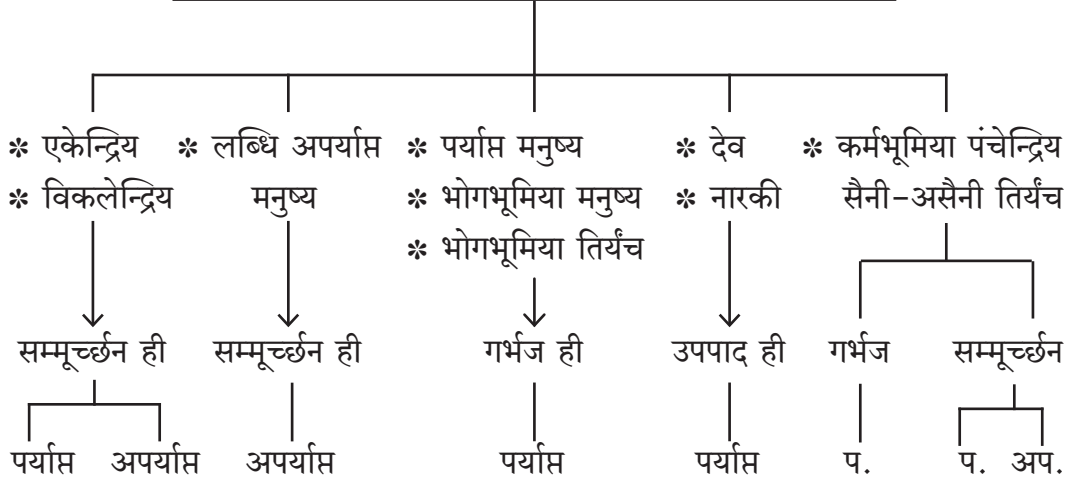 * एकेन्द्रिय * लब्धि अपर्याप्त * पर्याप्त मनुष्य * देव * कर्मभूमिया पंचेन्द्रिय
* विकलेन्द्रिय मनुष्य * भोगभूमिया मनुष्य * नारकी सैनी-असैनी तिर्यंच
* भोगभूमिया तिर्यंच
सम्मूर्च्छन ही सम्मूर्च्छन ही गर्भज ही उपपाद ही गर्भज सम्मूर्च्छन
पर्याप्त अपर्याप्त अपर्याप्त पर्याप्त पर्याप्त प. प. अप.